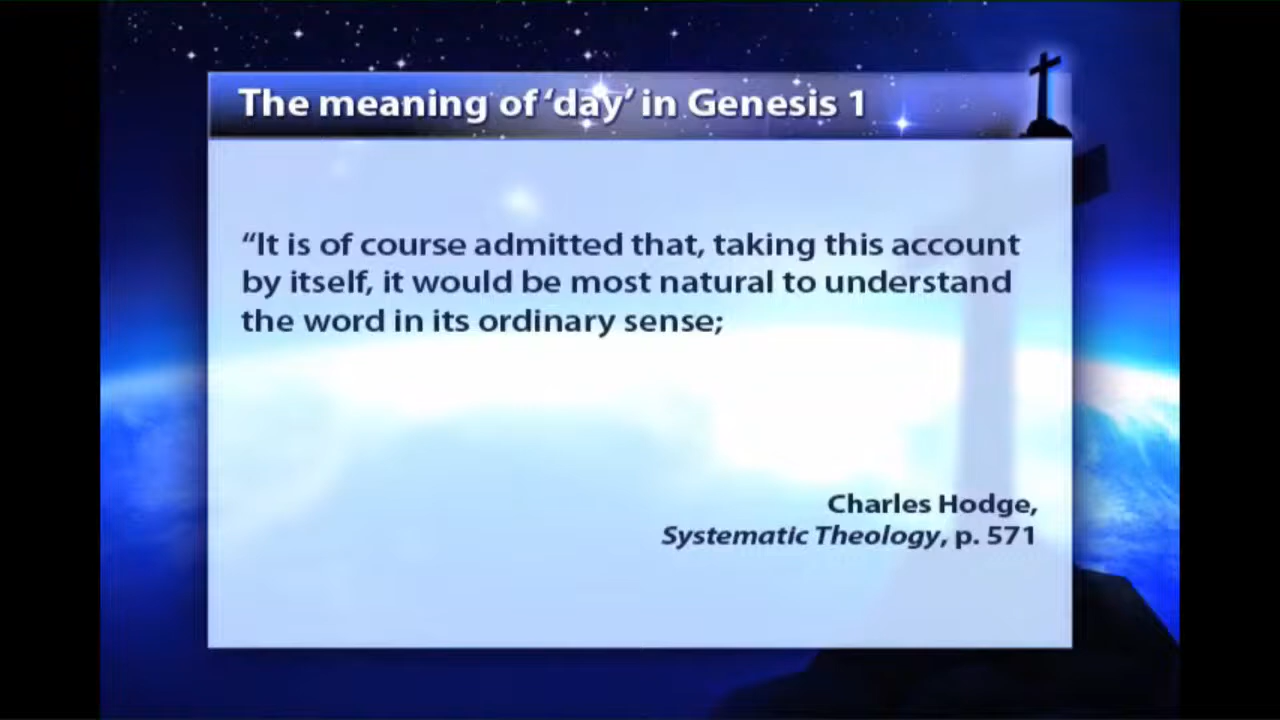 The meaning of ‘day’ in Genesis 1
“It is of course admitted that, taking this account
by itself, it would be most natural to understand
the word in its ordinary sense;
Charles Hodge,
Systematic Theology, p. 571